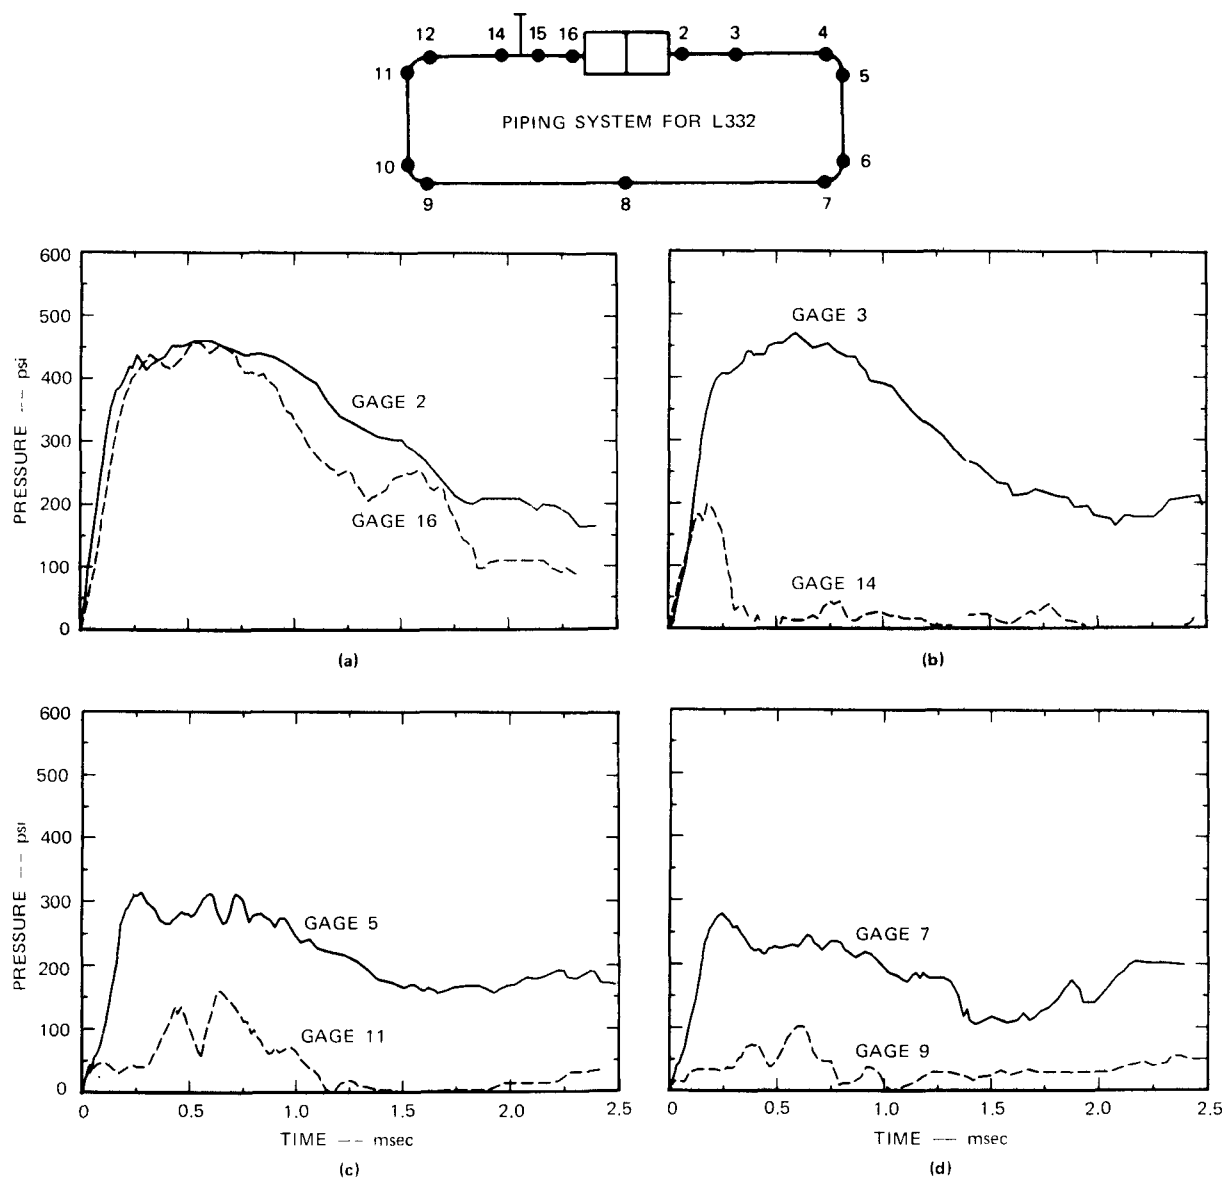 12 14 15 16 2 3 4
11 5
PIPING SYSTEM FOR L332
10 6
9 8 7
600
500
400
300
200
100
0
PRESSURE -- psi
GAGE 2
GAGE 16
(a)
GAGE 3
GAGE 14
(b)
600
500
400
300
200
100
0
PRESSURE -- psi
GAGE 5
GAGE 11
0 0.5 1.0 1.5 2.0 2.5
TIME -- msec
(c)
GAGE 7
GAGE 9
0 0.5 1.0 1.5 2.0 2.5
TIME -- msec
(d)